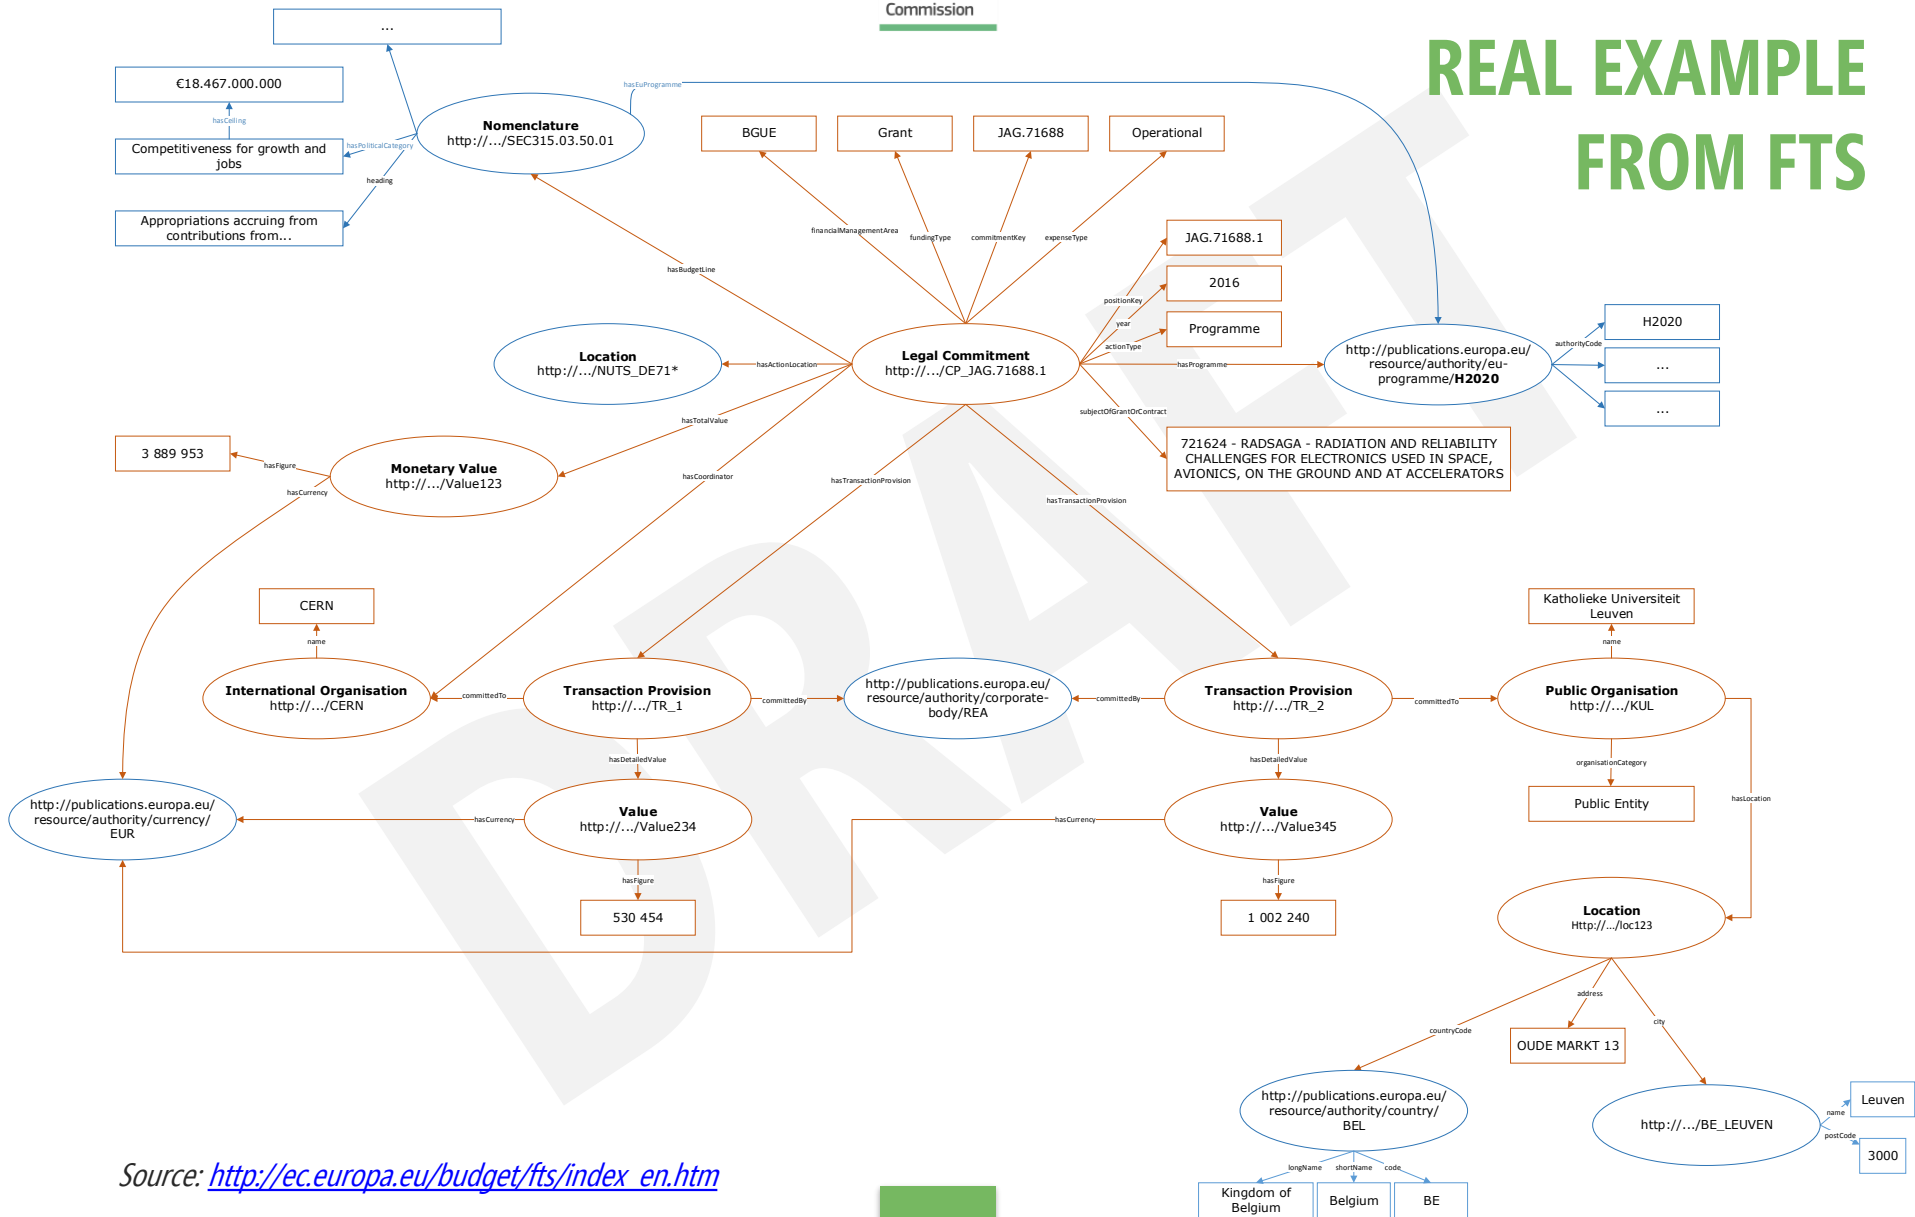 Commission
REAL EXAMPLE
FROM FTS
...
€18.467.000.000
hasCeiling
Competitiveness for growth and
jobs
hasPoliticalCategory
heading
Appropriations accruing from
contributions from...
Nomenclature
http://.../SEC315.03.50.01
hasEuProgramme
BGUE
Grant
JAG.71688
Operational
financialManagementArea
fundingType
commitmentKey
expenseType
hasBudgetLine
JAG.71688.1
positionKey
2016
year
Programme
actionType
Location
http://.../NUTS_DE71*
hasActionLocation
Legal Commitment
http://.../CP_JAG.71688.1
hasProgramme
http://publications.europa.eu/
resource/authority/eu-
programme/H2020
authorityCode
H2020
...
...
subjectOfGrantOrContract
721624 - RADSAGA - RADIATION AND RELIABILITY
CHALLENGES FOR ELECTRONICS USED IN SPACE,
AVIONICS, ON THE GROUND AND AT ACCELERATORS
hasTotalValue
3 889 953
hasFigure
Monetary Value
http://.../Value123
hasCurrency
hasCoordinator
hasTransactionProvision
hasTransactionProvision
CERN
name
International Organisation
http://.../CERN
committedTo
Transaction Provision
http://.../TR_1
committedBy
http://publications.europa.eu/
resource/authority/corporate-
body/REA
committedBy
Transaction Provision
http://.../TR_2
committedTo
Katholieke Universiteit
Leuven
name
Public Organisation
http://.../KUL
organisationCategory
Public Entity
hasLocation
hasDetailedValue
hasDetailedValue
http://publications.europa.eu/
resource/authority/currency/
EUR
hasCurrency
Value
http://.../Value234
hasCurrency
Value
http://.../Value345
hasFigure
530 454
hasFigure
1 002 240
Location
Http://.../loc123
countryCode
address
city
OUDE MARKT 13
http://publications.europa.eu/
resource/authority/country/
BEL
http://.../BE_LEUVEN
name
Leuven
postCode
3000
longName
shortName
code
Kingdom of
Belgium
Belgium
BE
DRAFT
Source: http://ec.europa.eu/budget/fts/index_en.htm